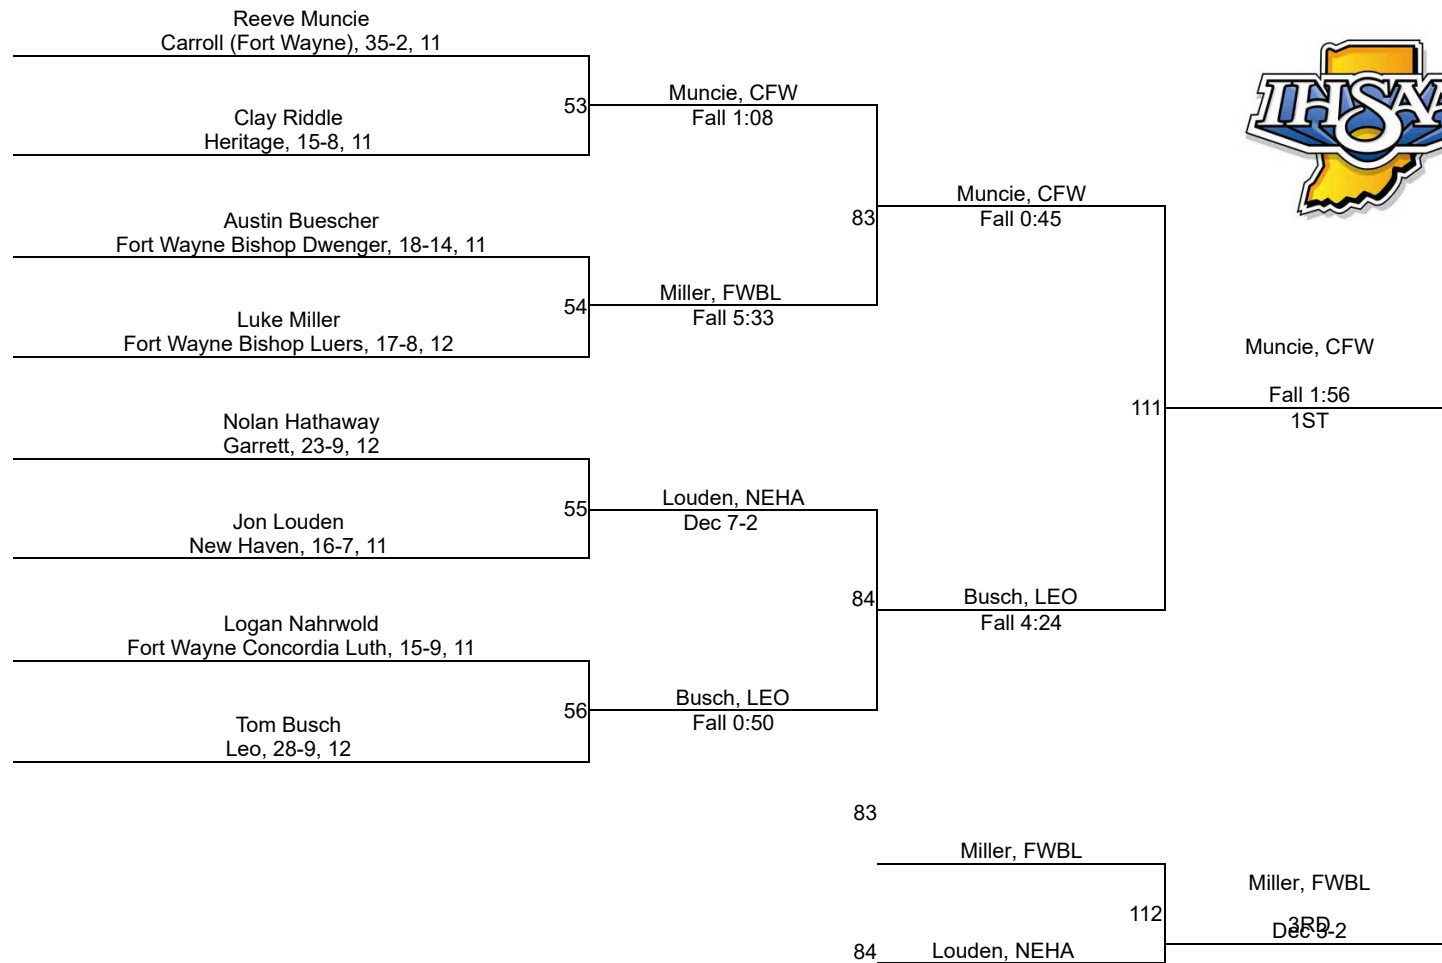 Reeve Muncie
Carroll (Fort Wayne), 35-2, 11
53
Muncie, CFW
Fall 1:08
Clay Riddle
Heritage, 15-8, 11
IHSAA
83
Muncie, CFW
Fall 0:45
Austin Buescher
Fort Wayne Bishop Dwenger, 18-14, 11
54
Miller, FWBL
Fall 5:33
Luke Miller
Fort Wayne Bishop Luers, 17-8, 12
111
Muncie, CFW
Fall 1:56
1ST
Nolan Hathaway
Garrett, 23-9, 12
55
Louden, NEHA
Dec 7-2
Jon Louden
New Haven, 16-7, 11
84
Busch, LEO
Fall 4:24
Logan Nahrwold
Fort Wayne Concordia Luth, 15-9, 11
56
Busch, LEO
Fall 0:50
Tom Busch
Leo, 28-9, 12
83
Miller, FWBL
112
Miller, FWBL
3RD
Dec 3-2
84
Louden, NEHA